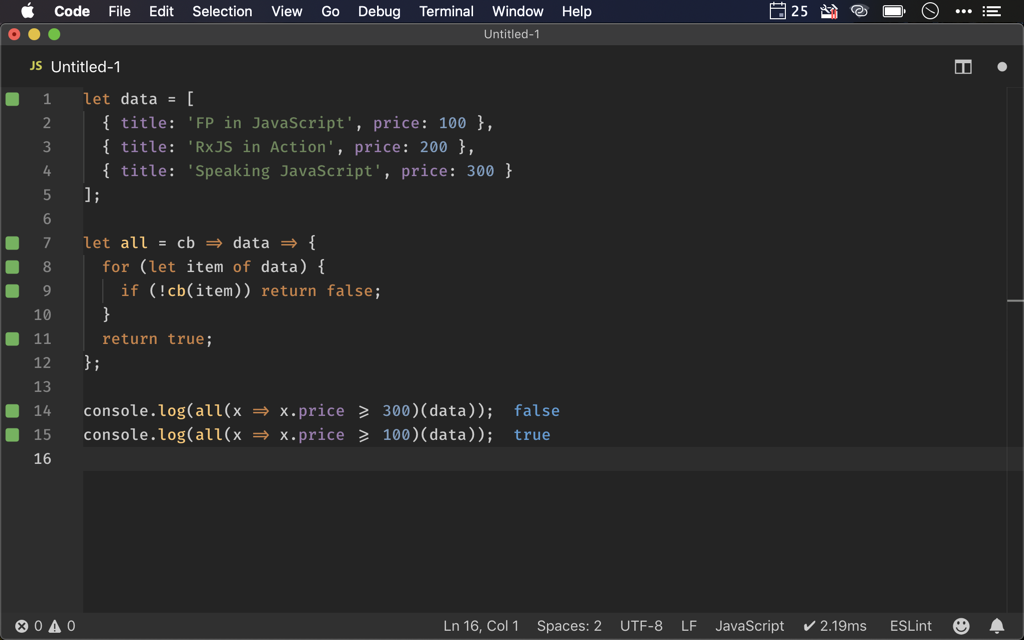 Code File Edit Selection View Go Debug Terminal Window Help 25
Untitled-1
JS Untitled-1
1 let data = [
2 { title: 'FP in JavaScript', price: 100 },
3 { title: 'RxJS in Action', price: 200 },
4 { title: 'Speaking JavaScript', price: 300 }
5 ];
6
7 let all = cb ⇒ data ⇒ {
8 for (let item of data) {
9 if (!cb(item)) return false;
10 }
11 return true;
12 };
13
14 console.log(all(x ⇒ x.price ⩾ 300)(data)); false
15 console.log(all(x ⇒ x.price ⩾ 100)(data)); true
16
0 0 Ln 16, Col 1 Spaces: 2 UTF-8 LF JavaScript ✔ 2.19ms ESLint